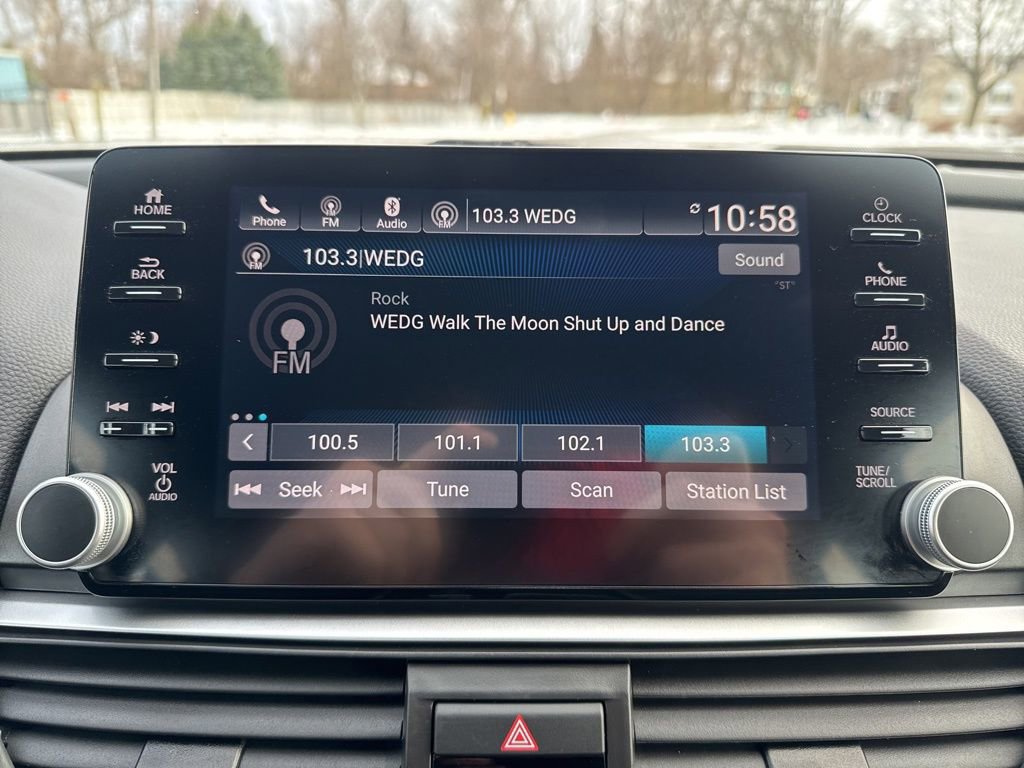 HOME
BACK
VOL
AUDIO
Phone
FM
Audio
FM
103.3 WEDG
10:58
FM
103.3|WEDG
Sound
"ST"
Rock
WEDG Walk The Moon Shut Up and Dance
FM
100.5
101.1
102.1
103.3
Seek
Tune
Scan
Station List
CLOCK
PHONE
AUDIO
SOURCE
TUNE/
SCROLL